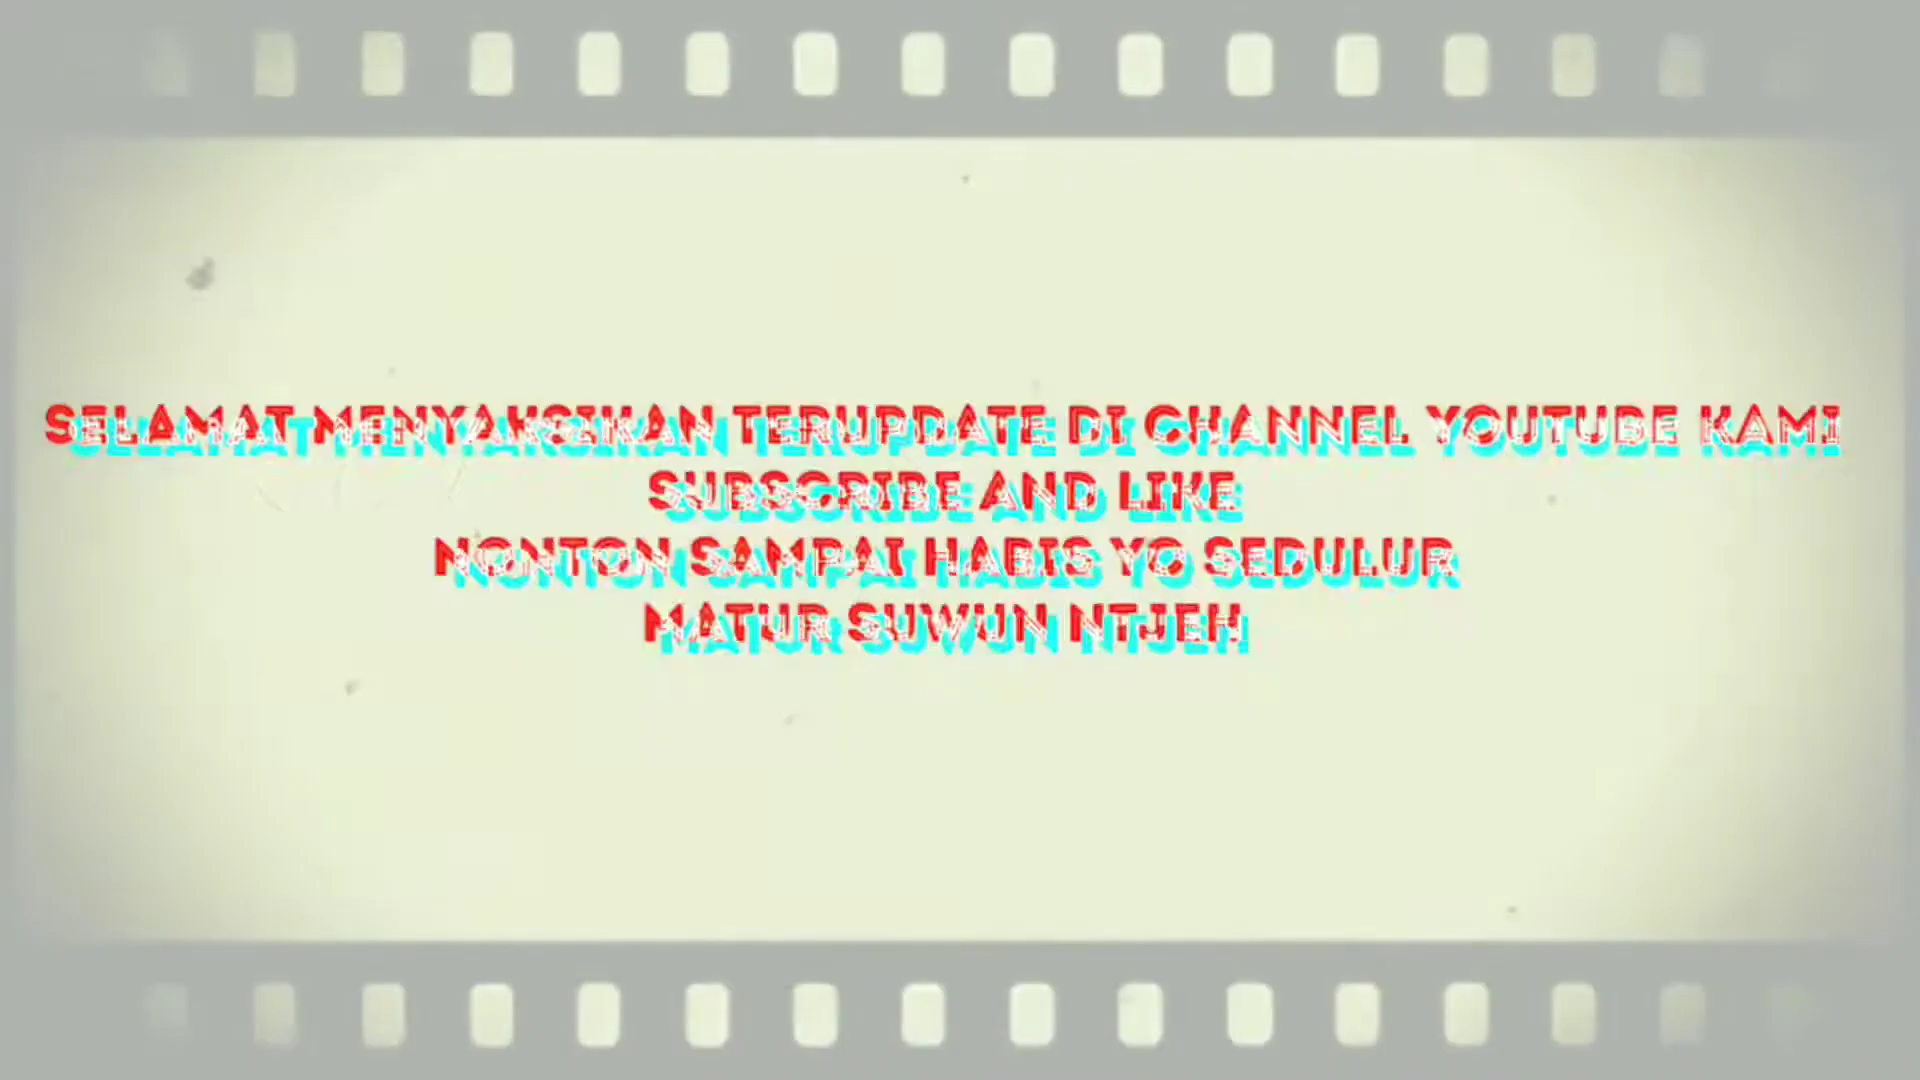 SELAMAT MENYAKSIKAN TERUPDATE DI CHANNEL YOUTUBE KAMI
SUBSCRIBE AND LIKE
NONTON SAMPAI HABIS YO SEDULUR
MATUR SUWUN NTJEH